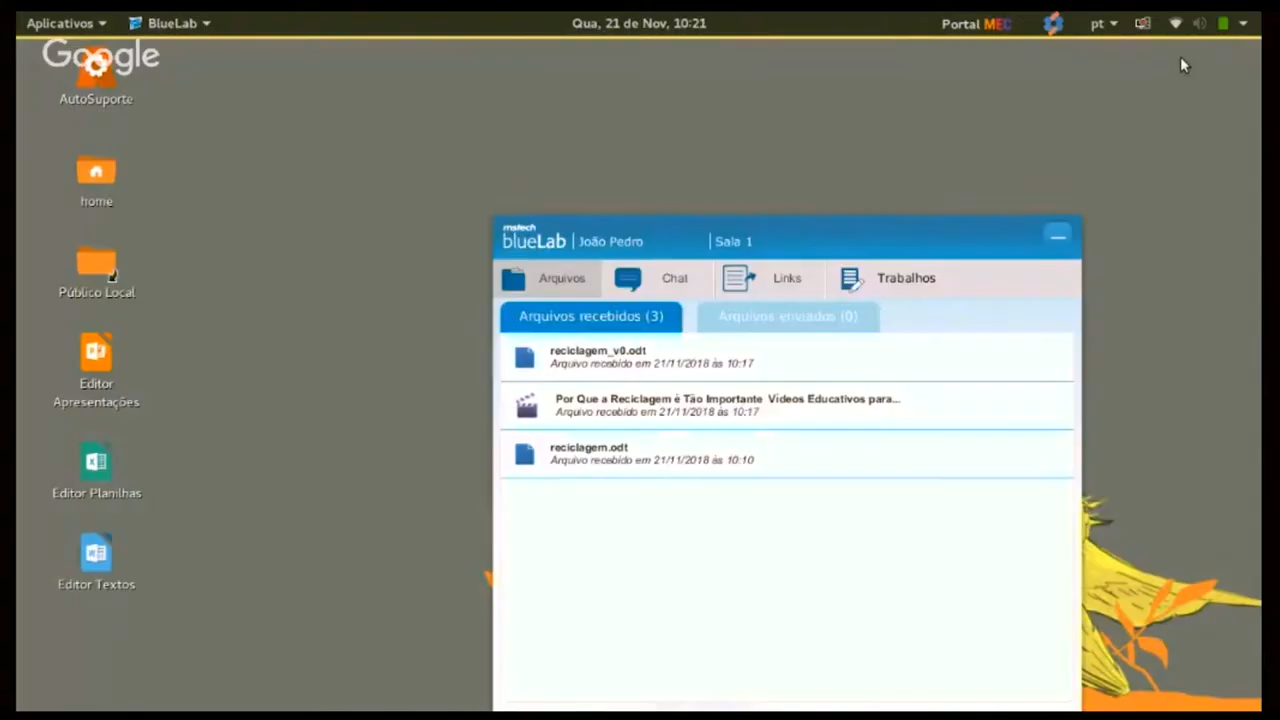 Aplicativos BlueLab Qua, 21 de Nov, 10:21 Portal MEC pt
Google
AutoSuporte
home
Público Local
Editor
Apresentações
Editor Planilhas
Editor Textos
mstech
blueLab João Pedro Sala 1
Arquivos Chat Links Trabalhos
Arquivos recebidos (3) Arquivos enviados (0)
reciclagem_v0.odt
Arquivo recebido em 21/11/2018 às 10:17
Por Que a Reciclagem é Tão Importante Vídeos Educativos para...
Arquivo recebido em 21/11/2018 às 10:17
reciclagem.odt
Arquivo recebido em 21/11/2018 às 10:10